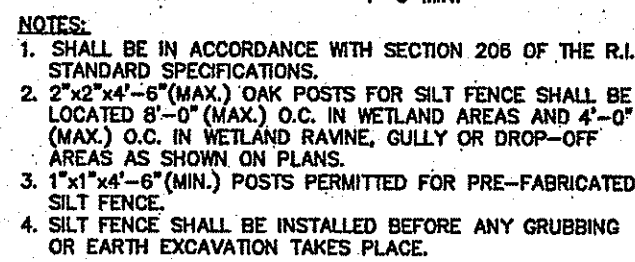 NOTES:
1. SHALL BE IN ACCORDANCE WITH SECTION 206 OF THE R.I.
STANDARD SPECIFICATIONS.
2. 2"x2"x4'-6"(MAX.) OAK POSTS FOR SILT FENCE SHALL BE
LOCATED 8'-0" (MAX.) O.C. IN WETLAND AREAS AND 4'-0"
(MAX.) O.C. IN WETLAND RAVINE, GULLY OR DROP-OFF
AREAS AS SHOWN ON PLANS.
3. 1"x1"x4'-6"(MIN.) POSTS PERMITTED FOR PRE-FABRICATED
SILT FENCE.
4. SILT FENCE SHALL BE INSTALLED BEFORE ANY GRUBBING
OR EARTH EXCAVATION TAKES PLACE.